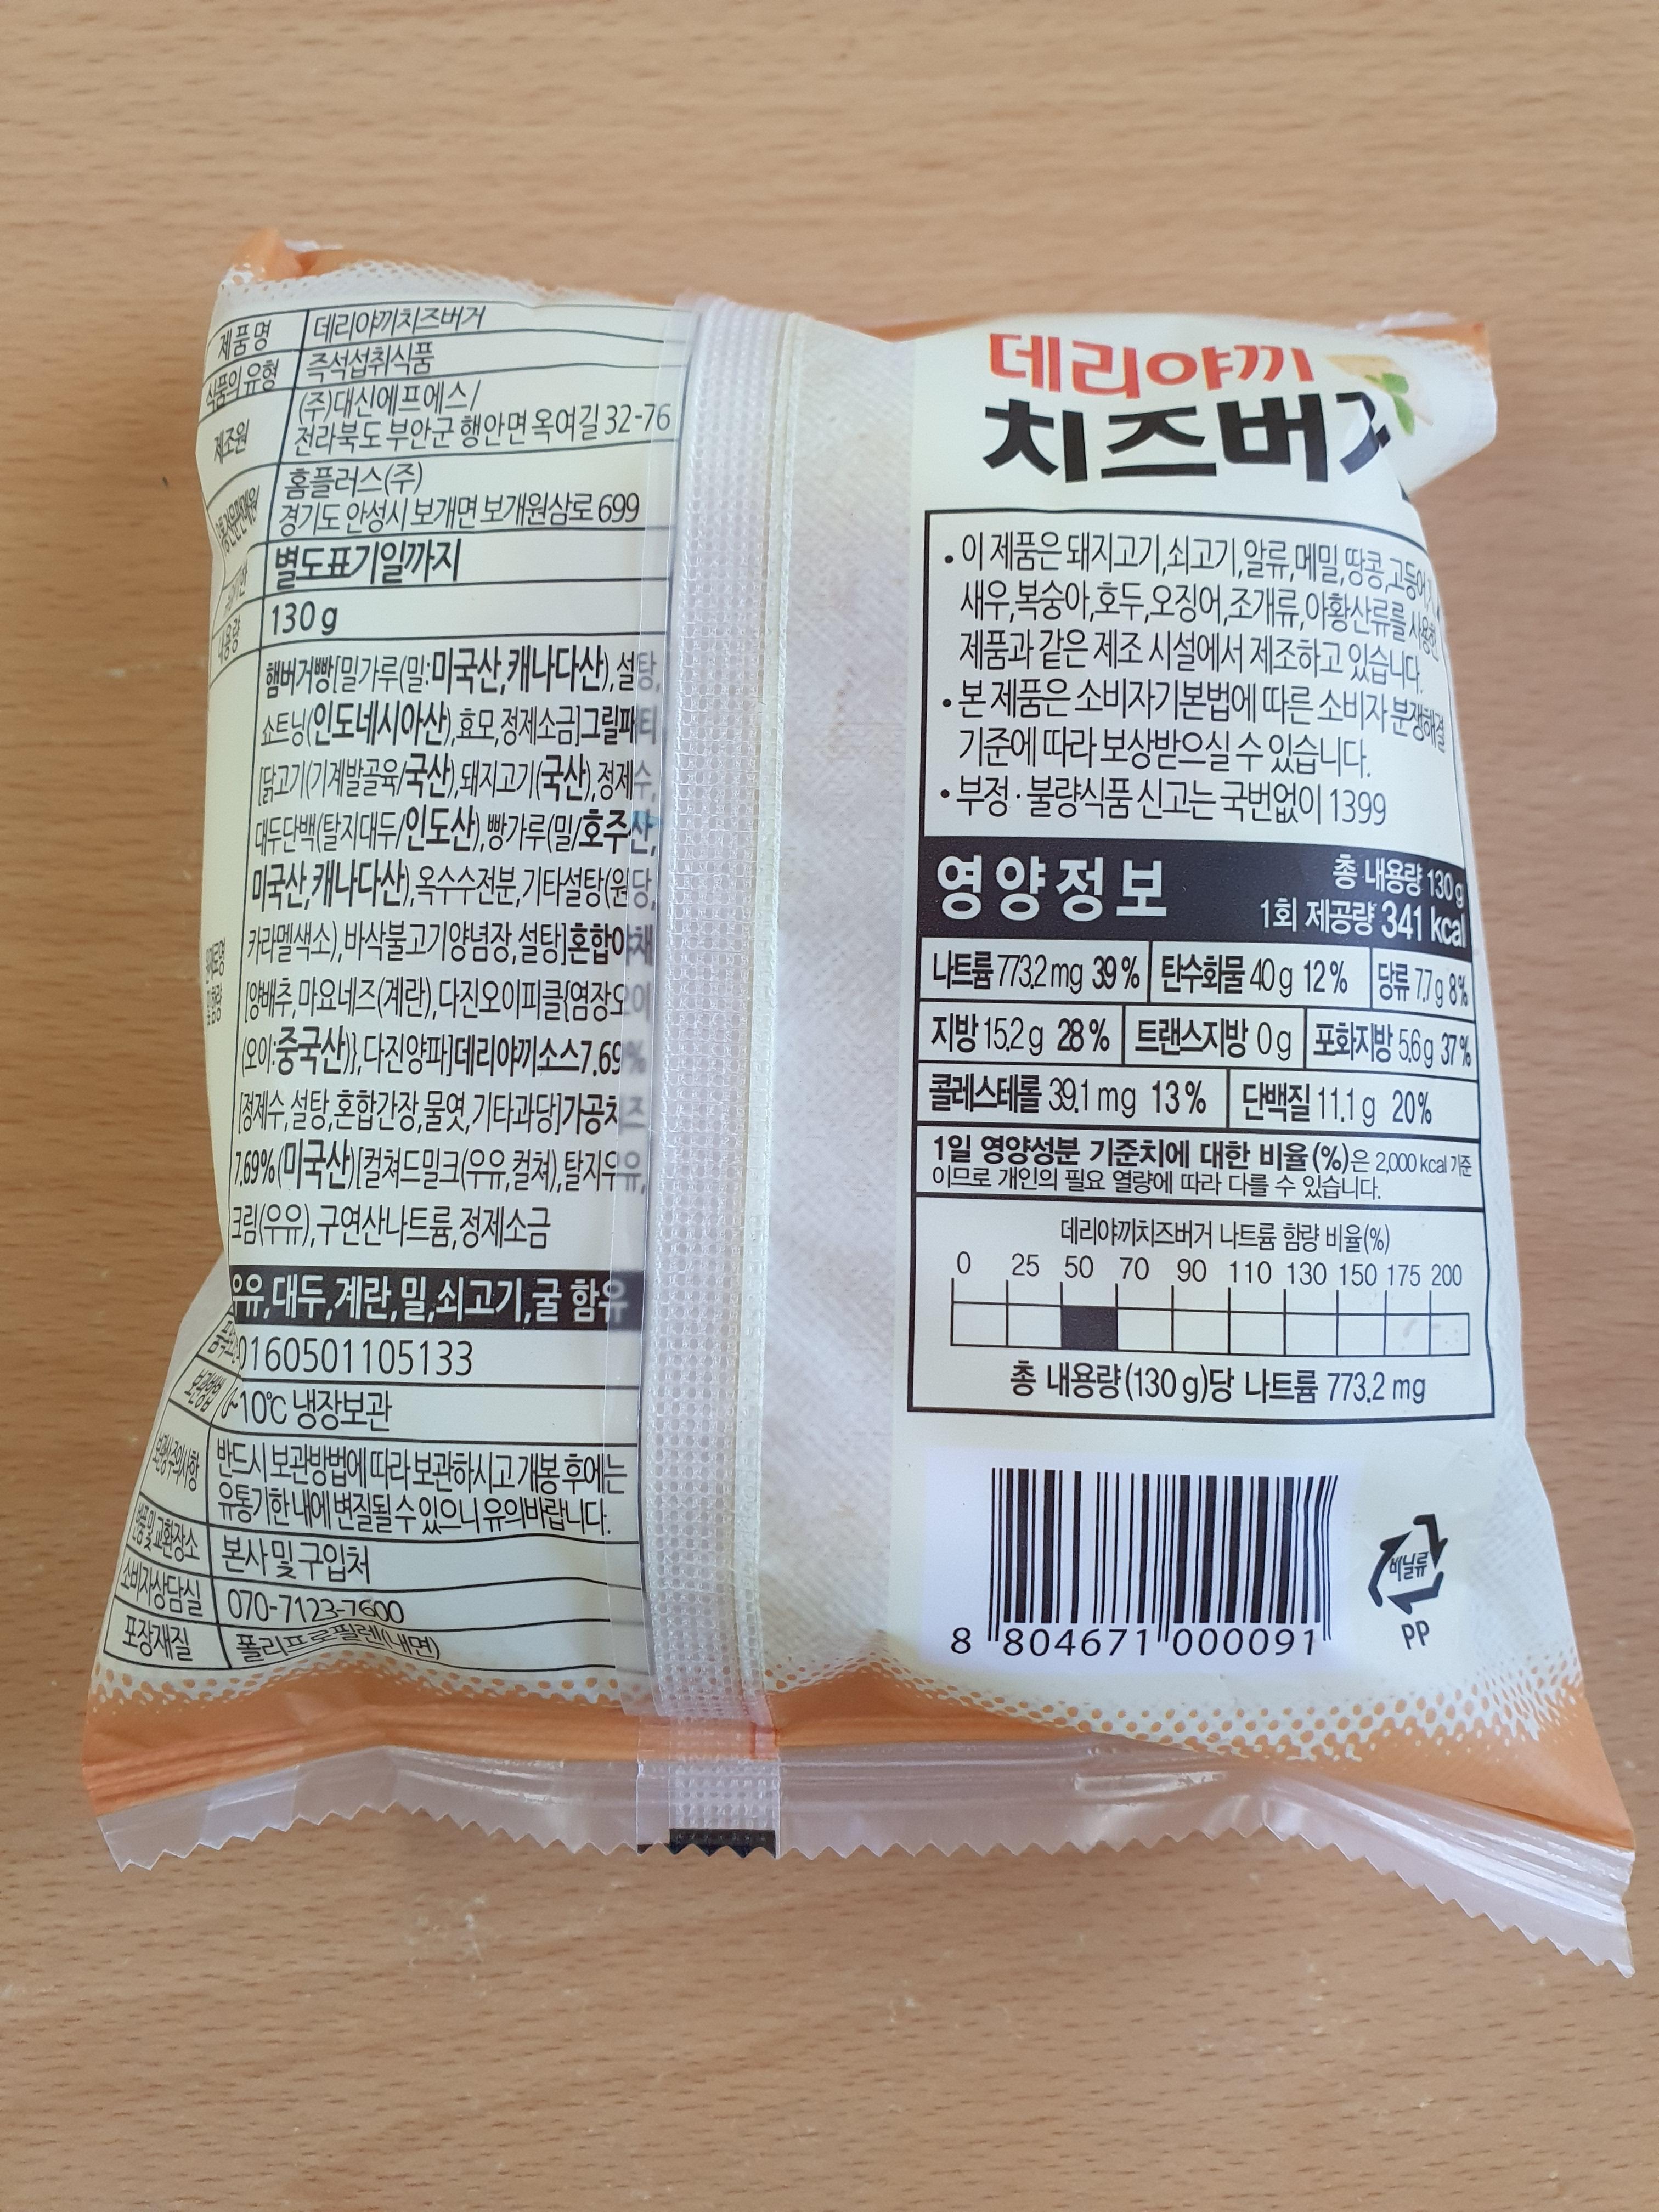 제품명 데리야끼치즈버거
식품의 유형 즉석섭취식품
제조원 (주)대신에프에스/
전라북도 부안군 행안면 옥여길 32-76
홈플러스(주)
경기도 안성시 보개면 보개원삼로 699
별도표기일까지
내용량 130 g
햄버거빵[밀가루(밀:미국산,캐나다산),설탕,
쇼트닝(인도네시아산),효모,정제소금]그릴패티
[닭고기(기계발골육/국산),돼지고기(국산),정제수,
대두단백(탈지대두/인도산),빵가루(밀/호주산,
미국산,캐나다산),옥수수전분,기타설탕(원당,
카라멜색소),바삭불고기양념장,설탕]혼합야채
[양배추,마요네즈(계란),다진오이피클{염장오이
(오이:중국산)},다진양파]데리야끼소스7.69%
[정제수,설탕,혼합간장,물엿,기타과당]가공치즈
7.69%(미국산)[컬쳐드밀크(우유,컬쳐),탈지우유,
크림(우유),구연산나트륨,정제소금
우유,대두,계란,밀,쇠고기,굴 함유
0160501105133
보관방법 0~10℃ 냉장보관
보관상주의사항 반드시 보관방법에 따라 보관하시고 개봉 후에는
유통기한 내에 변질될 수 있으니 유의바랍니다.
반품및교환장소 본사 및 구입처
소비자상담실 070-7123-7600
포장재질 폴리프로필렌(내면)
데리야끼
치즈버거
• 이 제품은 돼지고기,쇠고기,알류,메밀,땅콩,고등어,
새우,복숭아,호두,오징어,조개류,아황산류를 사용한
제품과 같은 제조 시설에서 제조하고 있습니다.
• 본 제품은 소비자기본법에 따른 소비자 분쟁해결
기준에 따라 보상받으실 수 있습니다.
• 부정·불량식품 신고는 국번없이 1399
영양정보 총 내용량 130 g
1회 제공량 341 kcal
나트륨 773.2 mg 39 % 탄수화물 40 g 12 % 당류 7.7 g 8 %
지방 15.2 g 28 % 트랜스지방 0 g 포화지방 5.6 g 37 %
콜레스테롤 39.1 mg 13 % 단백질 11.1 g 20%
1일 영양성분 기준치에 대한 비율(%)은 2,000 kcal 기준
이므로 개인의 필요 열량에 따라 다를 수 있습니다.
데리야끼치즈버거 나트륨 함량 비율(%)
0 25 50 70 90 110 130 150 175 200
총 내용량(130 g)당 나트륨 773.2 mg
8 804671 000091
비닐류
PP